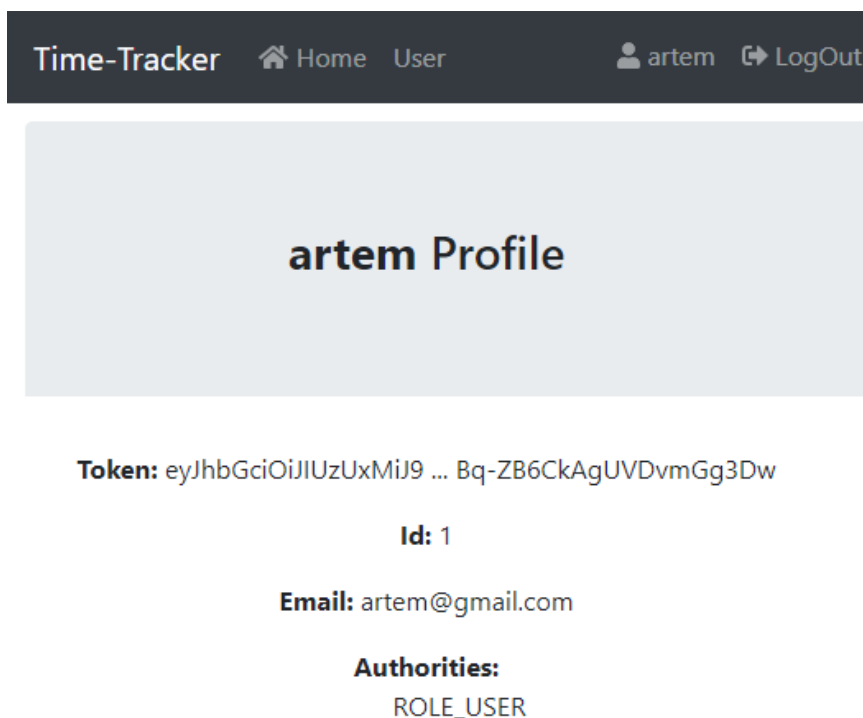 Time-Tracker Home User artem LogOut
artem Profile
Token: eyJhbGciOiJIUzUxMiJ9 ... Bq-ZB6CkAgUVDvmGg3Dw
Id: 1
Email: artem@gmail.com
Authorities:
ROLE_USER